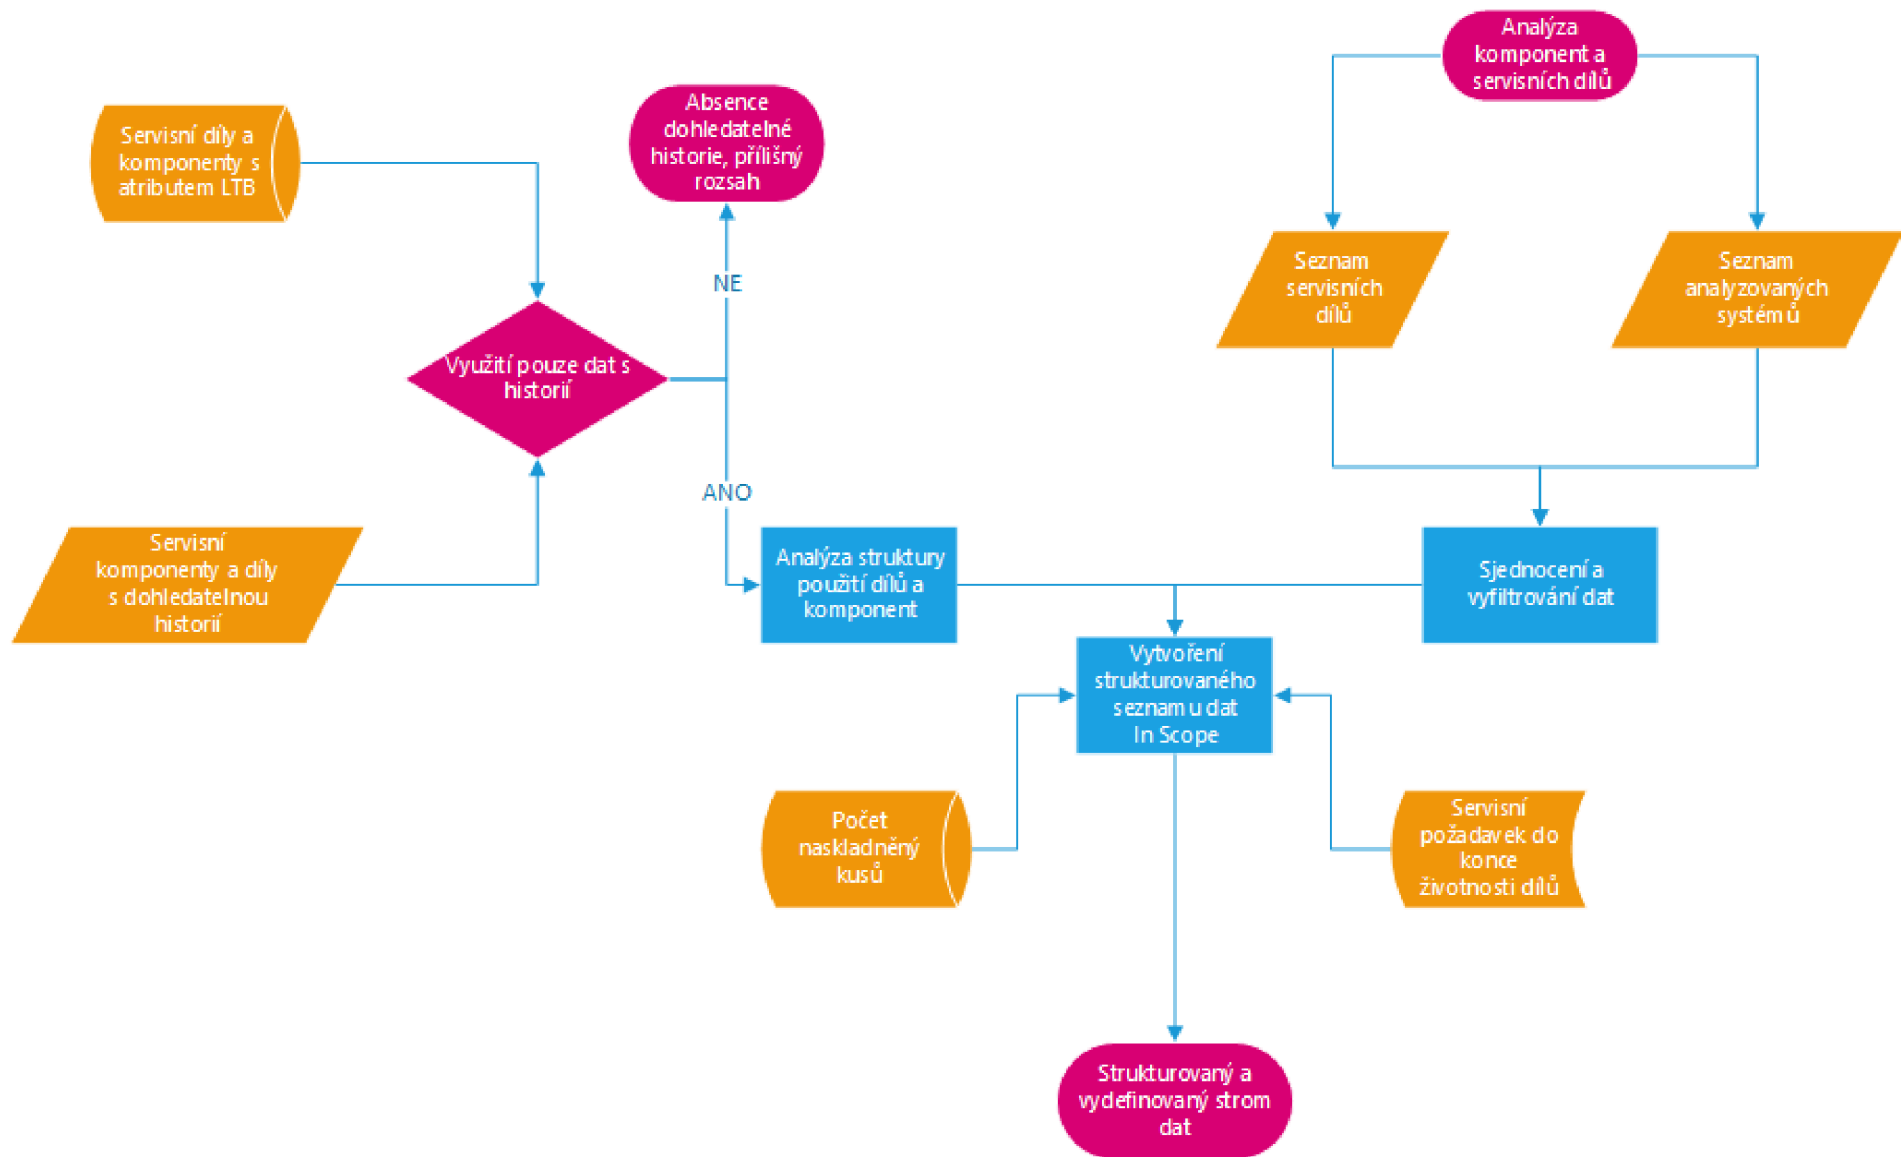 Analýza
komponent a
servisních dílů
Absence
dohledatelné
historie, přílišný
rozsah
Servisní díly a
komponenty s
atributem LTB
Seznam
servisních
dílů
Seznam
analyzovaných
systémů
NE
Využití pouze dat s
historií
ANO
Servisní
komponenty a díly
s dohledatelnou
historií
Analýza struktury
použití dílů a
komponent
Sjednocení a
vyfiltrování dat
Vytvoření
strukturovaného
seznamu dat
In Scope
Počet
naskladněný
kusů
Servisní
požadavek do
konce
životnosti dílů
Strukturovaný a
vydefinovaný strom
dat